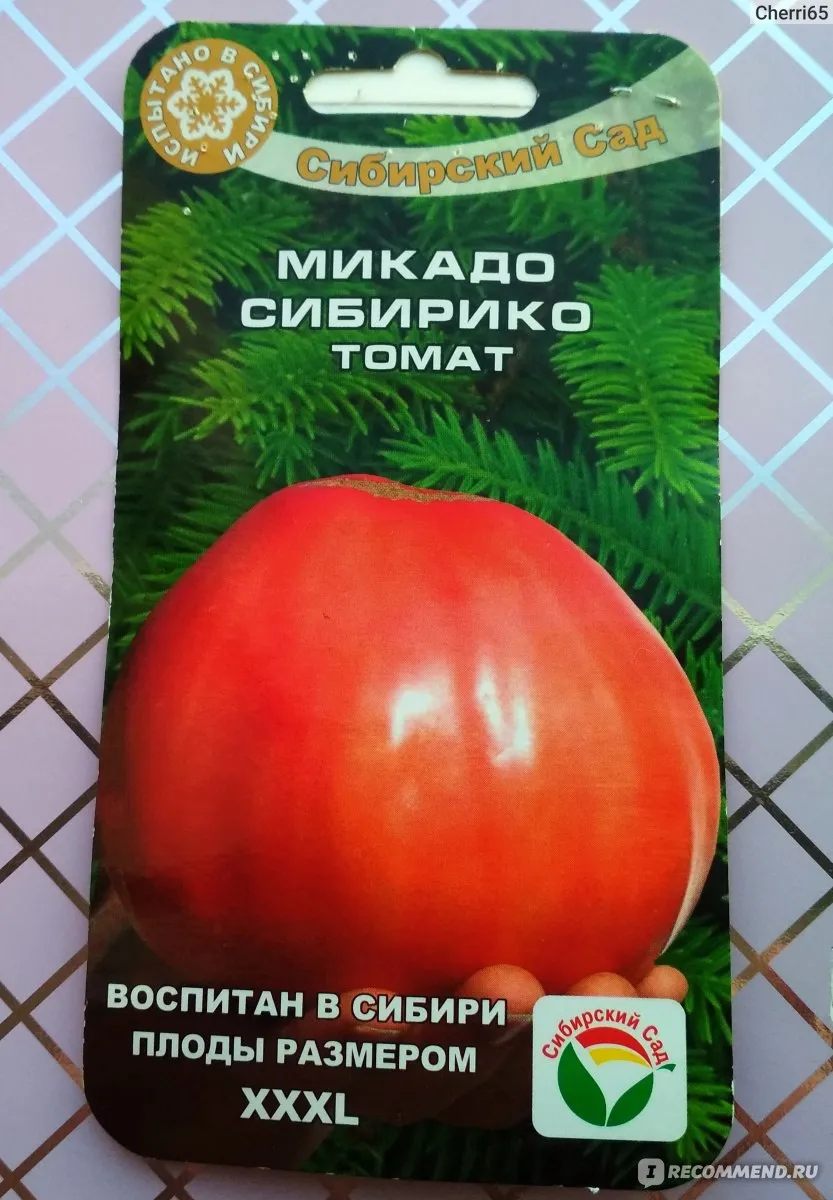 Cherri65
ИСПЫТАНО В СИБИРИ
Сибирский Сад
МИКАДО
СИБИРИКО
ТОМАТ
ВОСПИТАН В СИБИРИ
ПЛОДЫ РАЗМЕРОМ
XXXL
Сибирский Сад
I RECOMMEND.RU